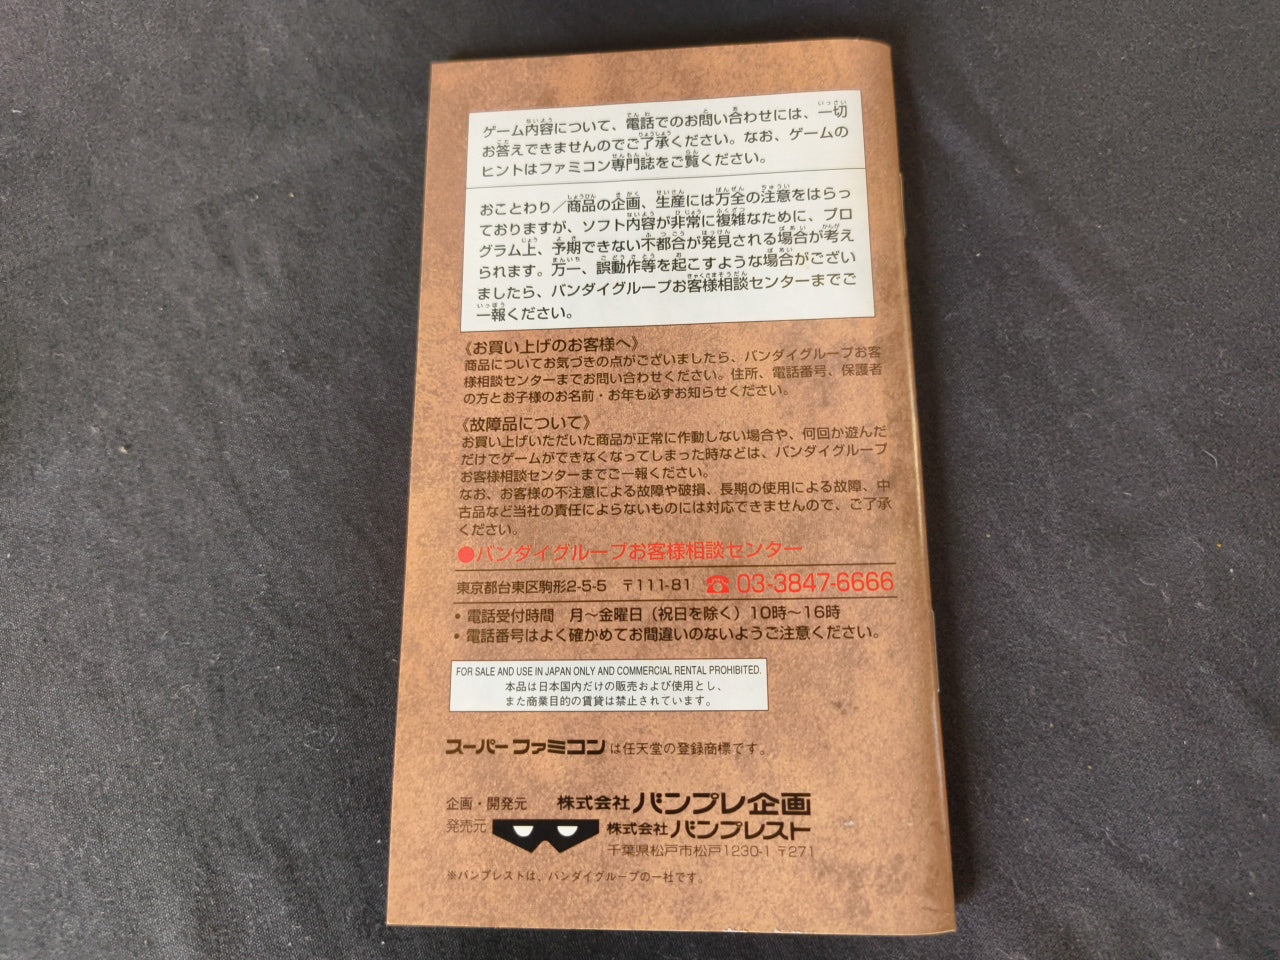 ゲーム内容について、電話でのお問い合わせには、一切
お答えできませんのでご了承ください。なお、ゲームの
ヒントはファミコン専門誌をご覧ください。
おことわり／商品の企画、生産には万全の注意をはらっ
ておりますが、ソフト内容が非常に複雑なために、プロ
グラム上、予期できない不都合が発見される場合が考え
られます。万一、誤動作等を起こすような場合がござい
ましたら、バンダイグループお客様相談センターまでご
一報ください。
《お買い上げのお客様へ》
商品についてお気づきの点がございましたら、バンダイグループお客
様相談センターまでお問い合わせください。住所、電話番号、保護者
の方とお子様のお名前・お年も必ずお知らせください。
《故障品について》
お買い上げいただいた商品が正常に作動しない場合や、何回か遊んだ
だけでゲームができなくなってしまった時などは、バンダイグループ
お客様相談センターまでご一報ください。
なお、お客様の不注意による故障や破損、長期の使用による故障、中
古品など当社の責任によらないものには対応できませんので、ご了承
ください。
●バンダイグループお客様相談センター
東京都台東区駒形2-5-5 〒111-81 ☎ 03-3847-6666
・電話受付時間 月～金曜日（祝日を除く）10時～16時
・電話番号はよく確かめてお間違いのないようご注意ください。
FOR SALE AND USE IN JAPAN ONLY AND COMMERCIAL RENTAL PROHIBITED.
本品は日本国内だけの販売および使用とし、
また商業目的の賃貸は禁止されています。
スーパーファミコンは任天堂の登録商標です。
企画・開発元 株式会社バンプレ企画
発売元 株式会社バンプレスト
千葉県松戸市松戸1230-1 〒271
※バンプレストは、バンダイグループの一社です。